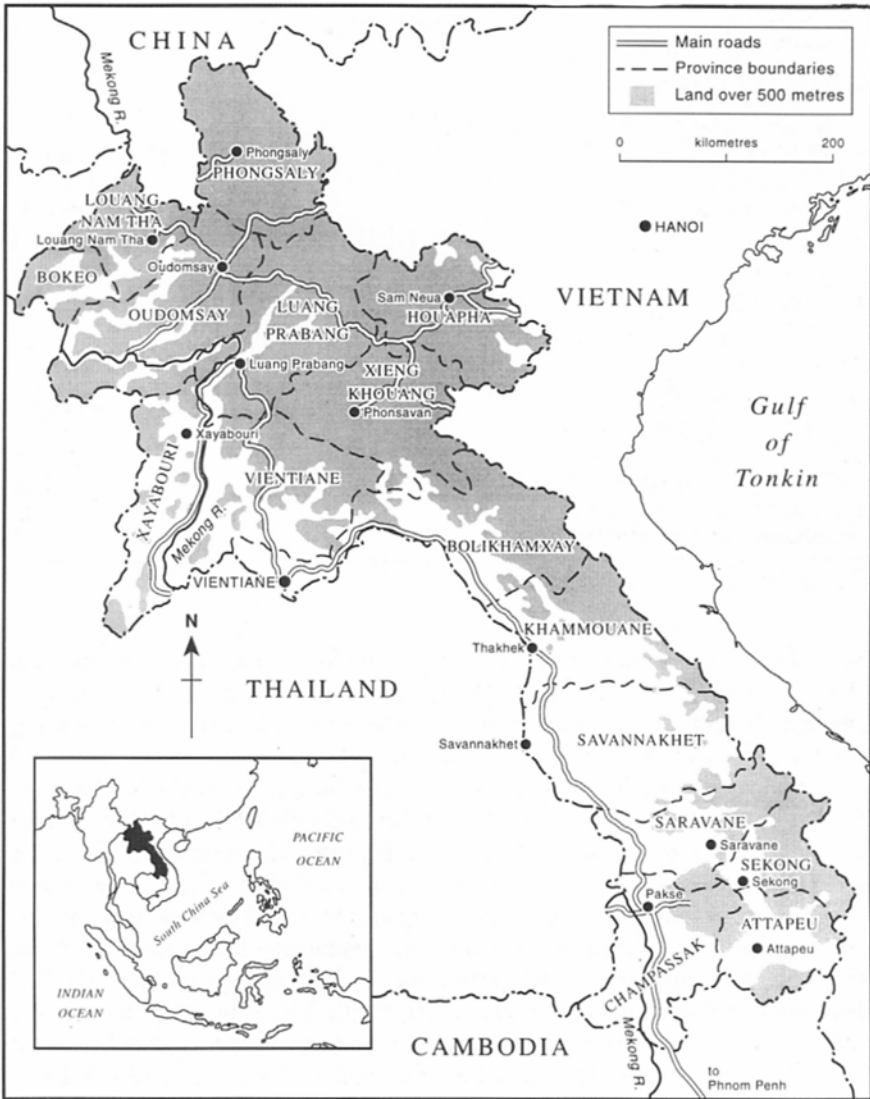 CHINA
Mekong R.
Main roads
Province boundaries
Land over 500 metres
0 kilometres 200
Phongsaly
PHONGSALY
LOUANG
NAM THA
Louang Nam Tha
HANOI
BOKEO
Oudomsay
OUDOMSAY
LUANG
PRABANG
Sam Neua
HOUAPHA
VIETNAM
Luang Prabang
XIENG
KHOUANG
Phonsavan
Gulf
of
Tonkin
Xayabouri
XAYABOURI
VIENTIANE
Mekong R.
BOLIKHAMXAY
VIENTIANE
N
KHAMMOUANE
Thakhek
THAILAND
Savannakhet
SAVANNAKHET
SARAVANE
Saravane
SEKONG
Sekong
Pakse
ATTAPEU
Attapeu
CHAMPASSAK
PACIFIC
OCEAN
South China Sea
INDIAN
OCEAN
CAMBODIA
Mekong R.
to
Phnom Penh